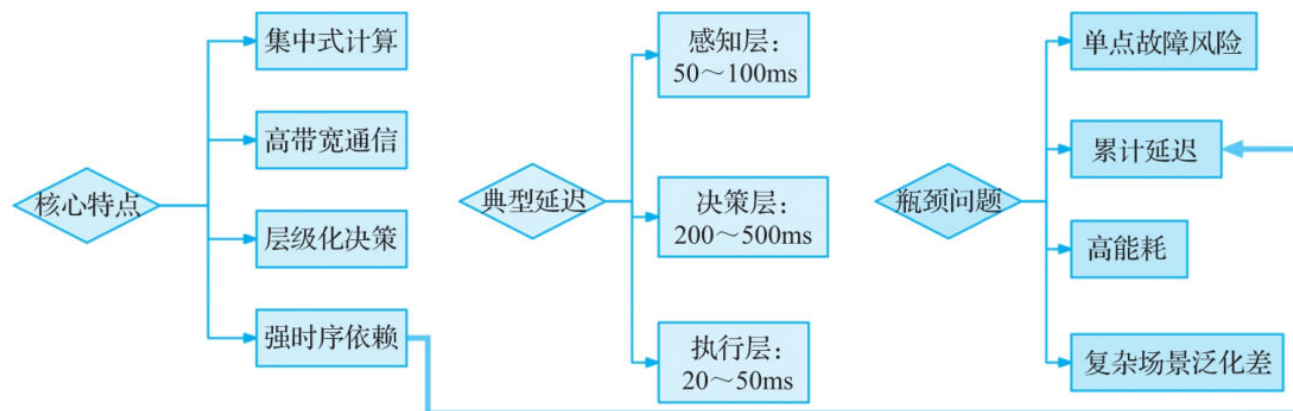 核心特点
集中式计算
高带宽通信
层级化决策
强时序依赖
典型延迟
感知层：
50～100ms
决策层：
200～500ms
执行层：
20～50ms
瓶颈问题
单点故障风险
累计延迟
高能耗
复杂场景泛化差